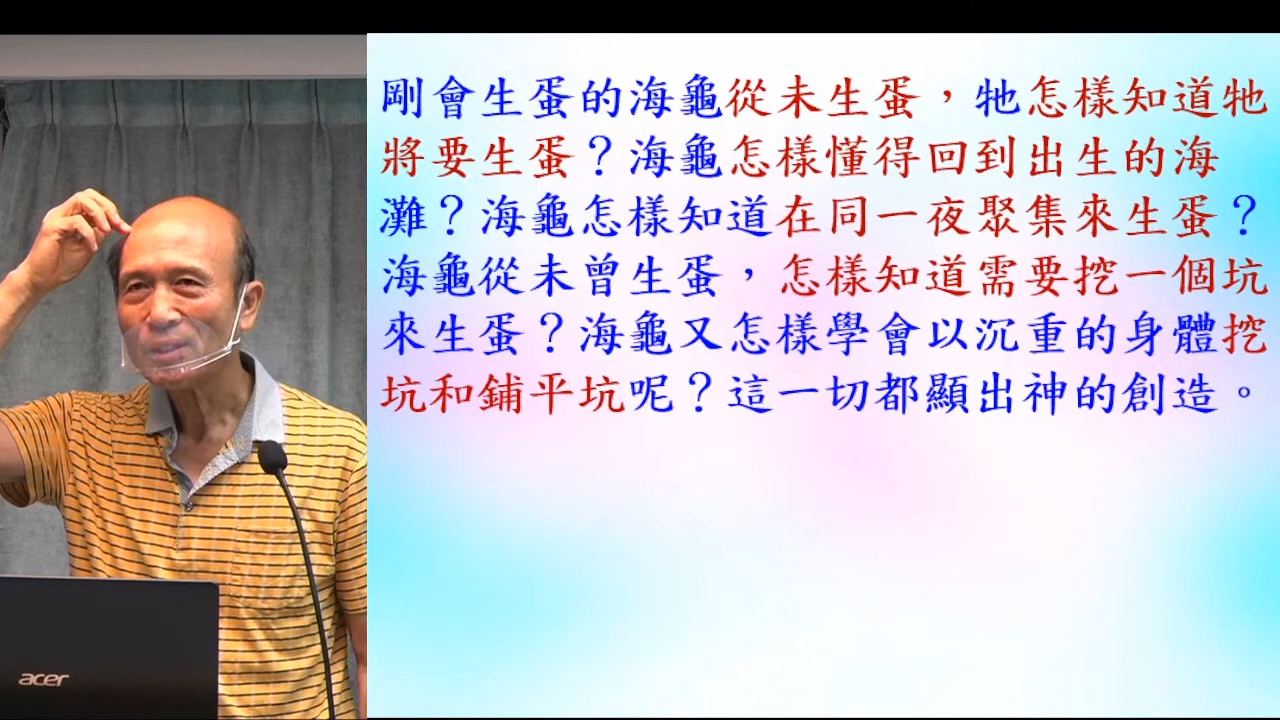 剛會生蛋的海龜從未生蛋，牠怎樣知道牠
將要生蛋？海龜怎樣懂得回到出生的海
灘？海龜怎樣知道在同一夜聚集來生蛋？
海龜從未曾生蛋，怎樣知道需要挖一個坑
來生蛋？海龜又怎樣學會以沉重的身體挖
坑和鋪平坑呢？這一切都顯出神的創造。
acer